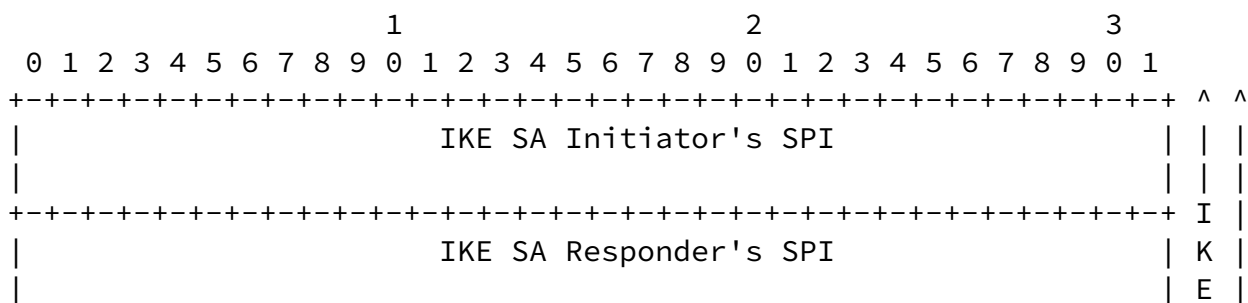 1                   2                   3
 0 1 2 3 4 5 6 7 8 9 0 1 2 3 4 5 6 7 8 9 0 1 2 3 4 5 6 7 8 9 0 1
+-+-+-+-+-+-+-+-+-+-+-+-+-+-+-+-+-+-+-+-+-+-+-+-+-+-+-+-+-+-+-+-+ ^ ^
|                       IKE SA Initiator's SPI                  | | |
|                                                               | | |
+-+-+-+-+-+-+-+-+-+-+-+-+-+-+-+-+-+-+-+-+-+-+-+-+-+-+-+-+-+-+-+-+ I |
|                       IKE SA Responder's SPI                  | K |
|                                                               | E |